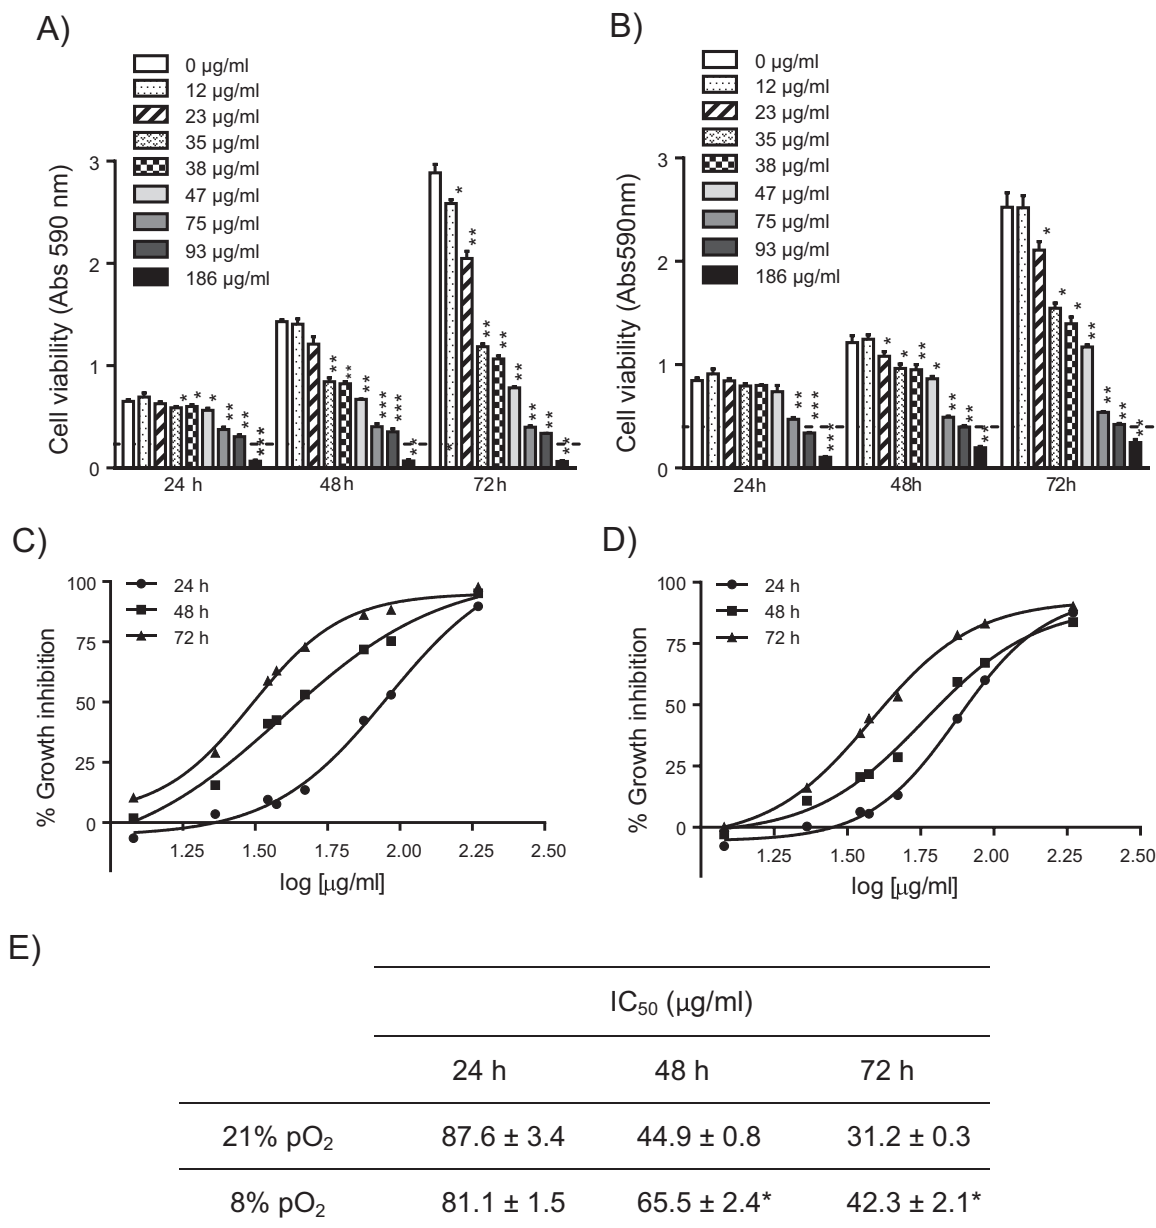 A)
0 µg/ml
12 µg/ml
23 µg/ml
35 µg/ml
38 µg/ml
47 µg/ml
75 µg/ml
93 µg/ml
186 µg/ml
Cell viability (Abs 590 nm)
3
2
1
0
24 h
48h
72h
B)
0 µg/ml
12 µg/ml
23 µg/ml
35 µg/ml
38 µg/ml
47 µg/ml
75 µg/ml
93 µg/ml
186 µg/ml
Cell viability (Abs590nm)
3
2
1
0
24h
48h
72h
C)
24 h
48 h
72 h
% Growth inhibition
100
75
50
25
0
1.25 1.50 1.75 2.00 2.25 2.50
log [µg/ml]
D)
24 h
48 h
72 h
% Growth inhibition
100
75
50
25
0
1.25 1.50 1.75 2.00 2.25 2.50
log [µg/ml]
E)
IC50 (µg/ml)
24 h 48 h 72 h
21% pO2 87.6 ± 3.4 44.9 ± 0.8 31.2 ± 0.3
8% pO2 81.1 ± 1.5 65.5 ± 2.4* 42.3 ± 2.1*